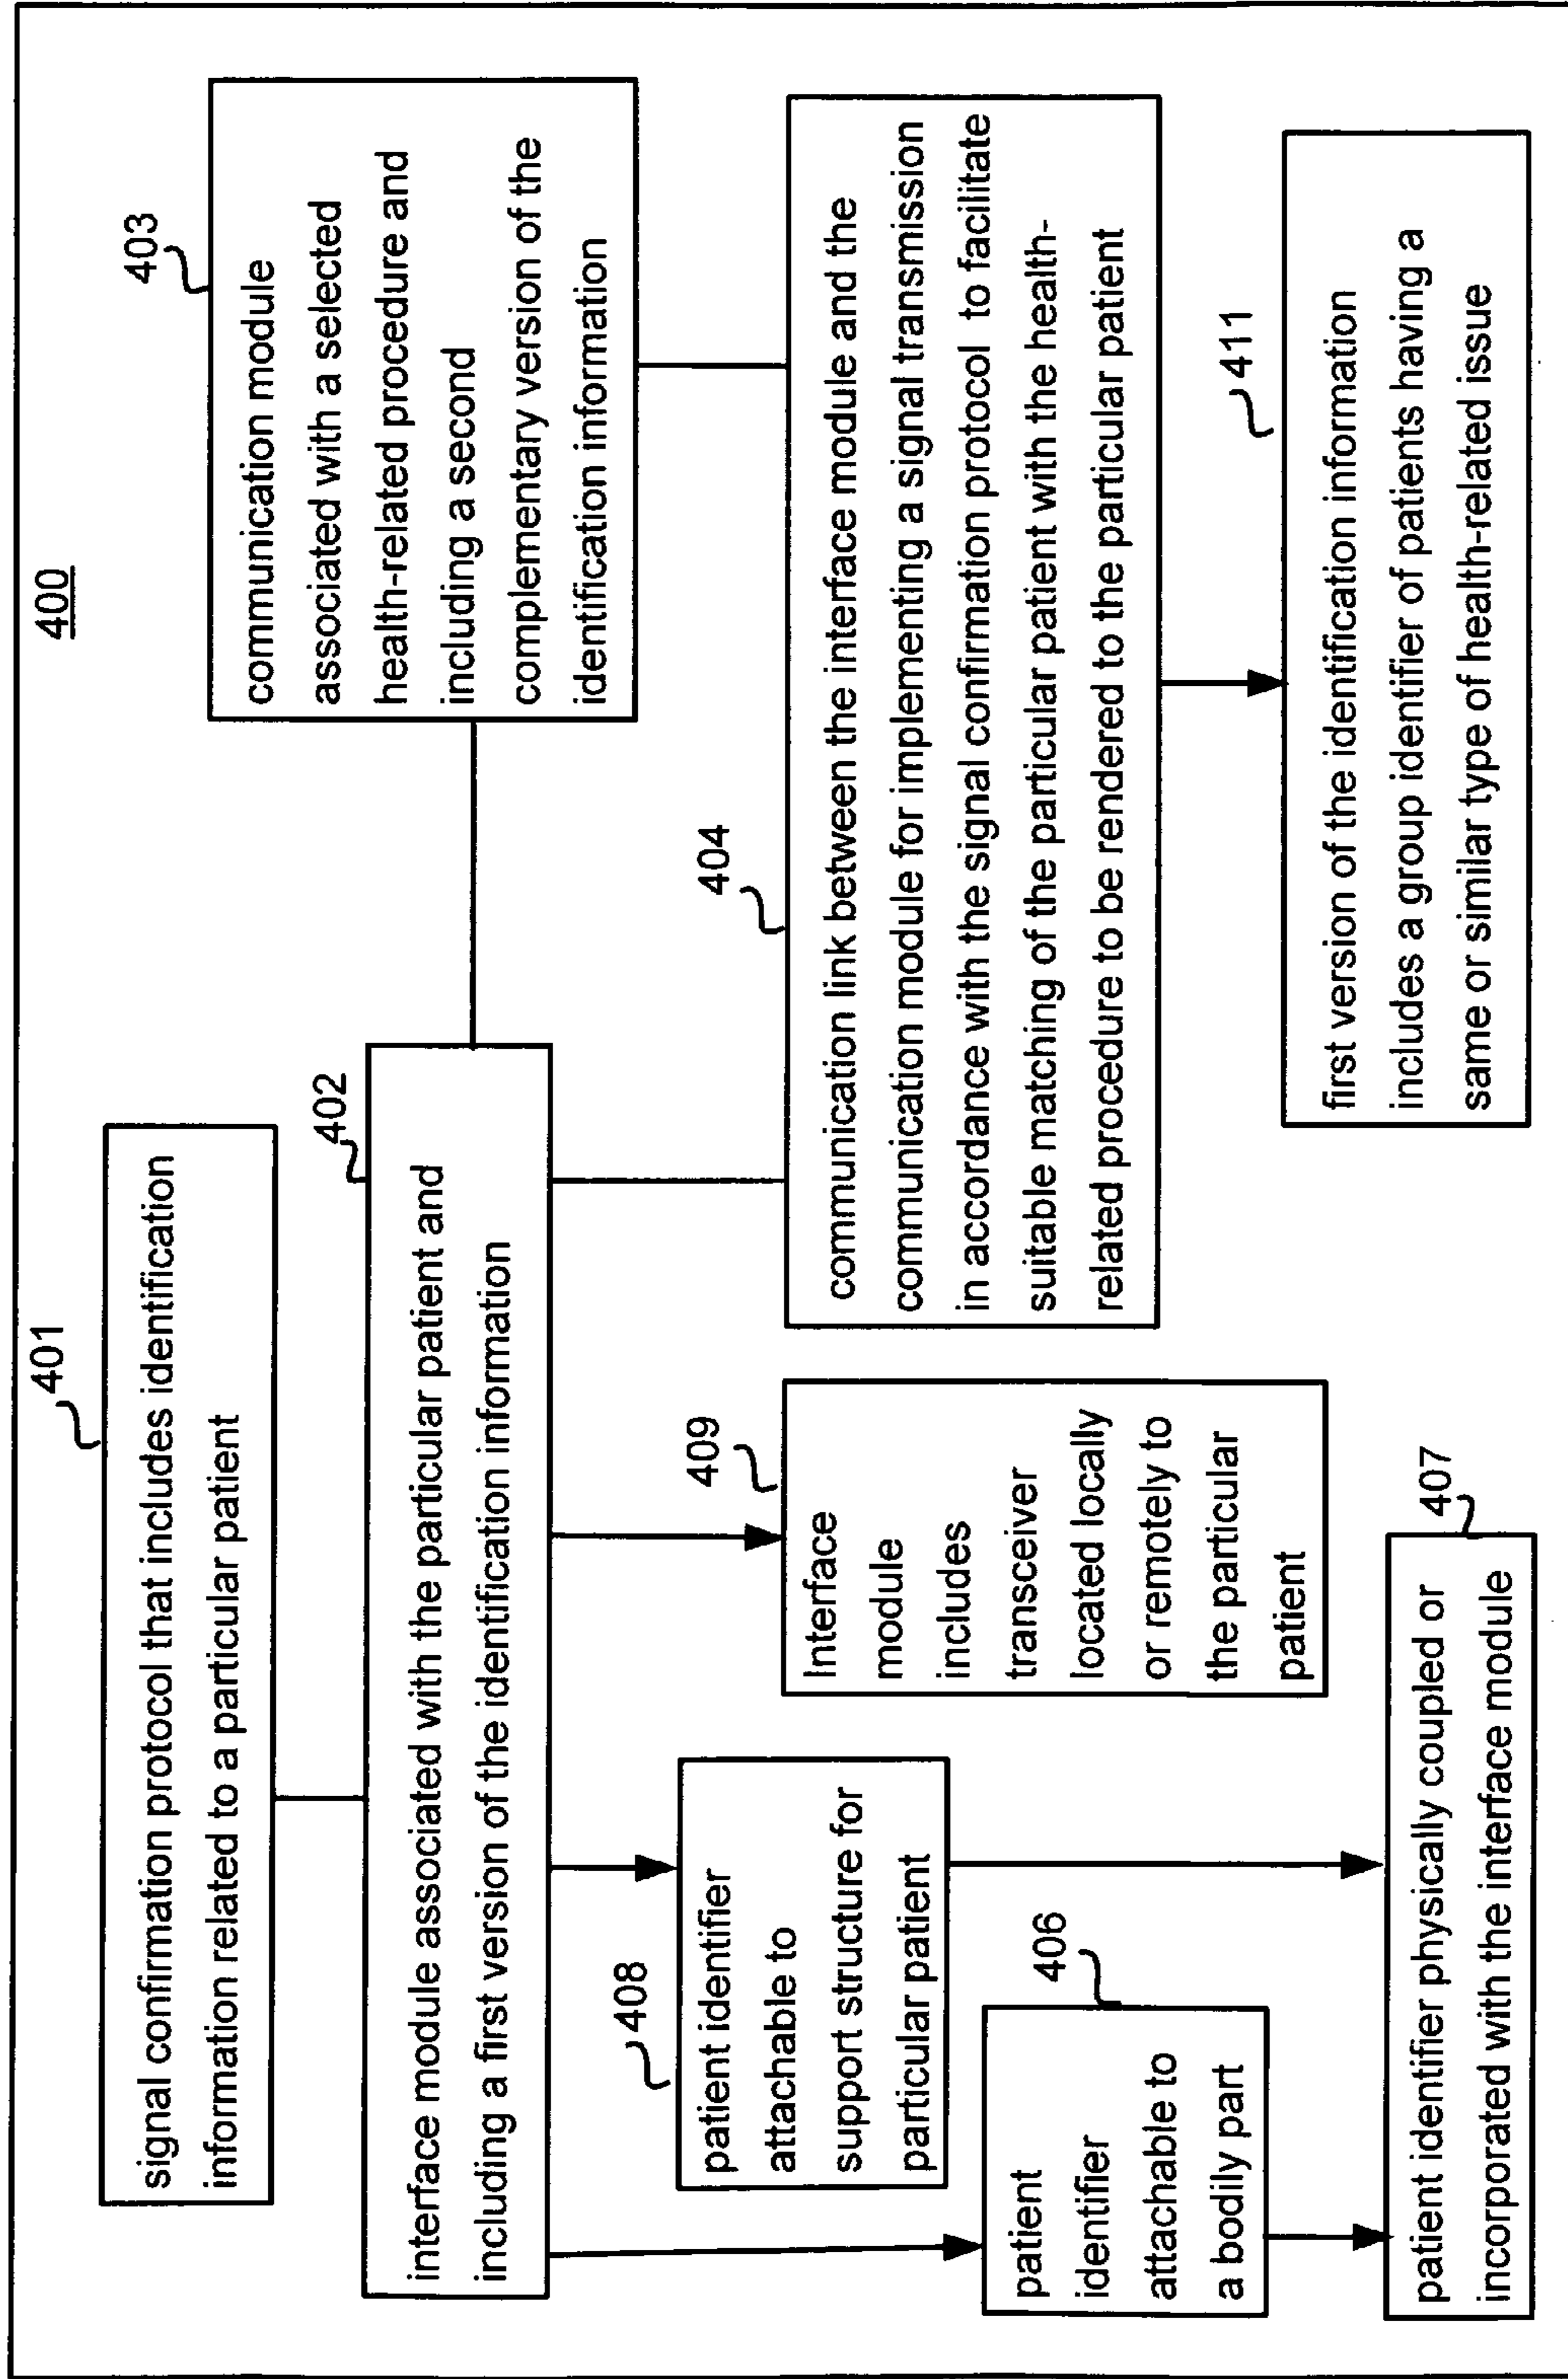 400
401
signal confirmation protocol that includes identification
information related to a particular patient
402
interface module associated with the particular patient and
including a first version of the identification information
403
communication module
associated with a selected
health-related procedure and
including a second
complementary version of the
identification information
404
communication link between the interface module and the
communication module for implementing a signal transmission
in accordance with the signal confirmation protocol to facilitate
suitable matching of the particular patient with the health-
related procedure to be rendered to the particular patient
408
patient identifier
attachable to
support structure for
particular patient
409
Interface
module
includes
transceiver
located locally
or remotely to
the particular
patient
406
patient
identifier
attachable to
a bodily part
407
patient identifier physically coupled or
incorporated with the interface module
411
first version of the identification information
includes a group identifier of patients having a
same or similar type of health-related issue